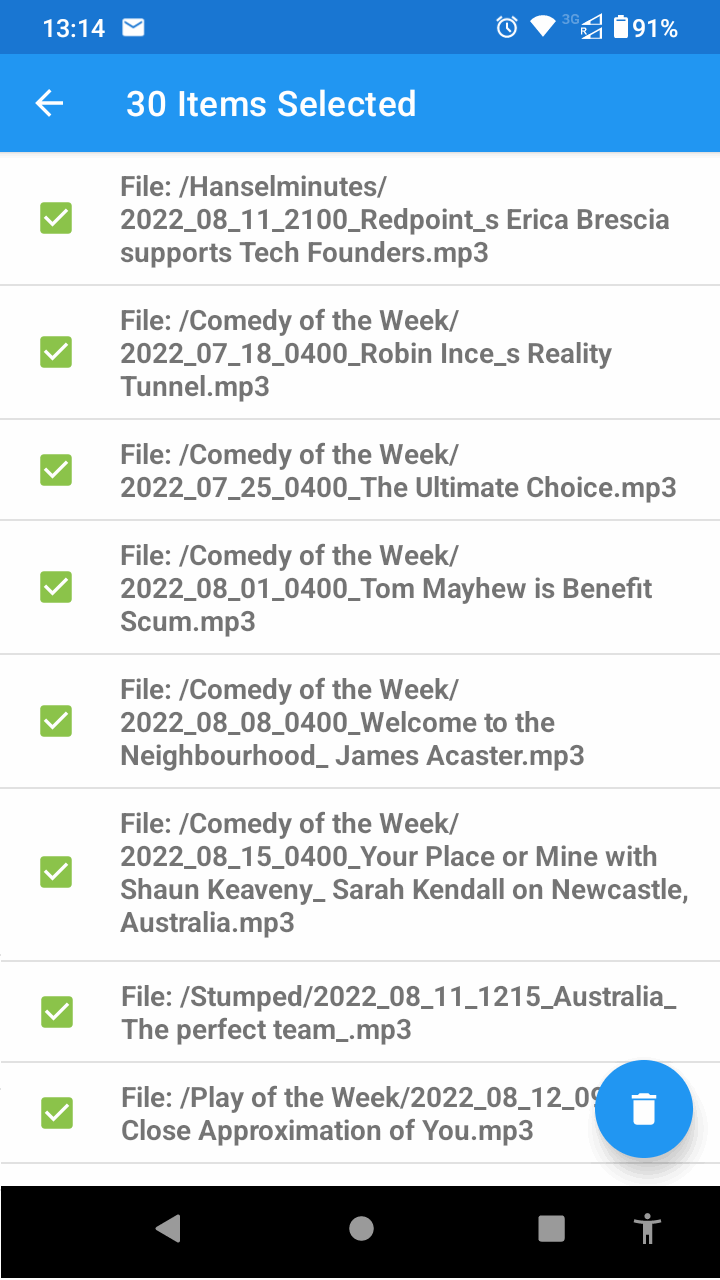 13:14
3G
R
91%
30 Items Selected
File: /Hanselminutes/
2022_08_11_2100_Redpoint_s Erica Brescia
supports Tech Founders.mp3
File: /Comedy of the Week/
2022_07_18_0400_Robin Ince_s Reality
Tunnel.mp3
File: /Comedy of the Week/
2022_07_25_0400_The Ultimate Choice.mp3
File: /Comedy of the Week/
2022_08_01_0400_Tom Mayhew is Benefit
Scum.mp3
File: /Comedy of the Week/
2022_08_08_0400_Welcome to the
Neighbourhood_ James Acaster.mp3
File: /Comedy of the Week/
2022_08_15_0400_Your Place or Mine with
Shaun Keaveny_ Sarah Kendall on Newcastle,
Australia.mp3
File: /Stumped/2022_08_11_1215_Australia_
The perfect team_.mp3
File: /Play of the Week/2022_08_12_09
Close Approximation of You.mp3